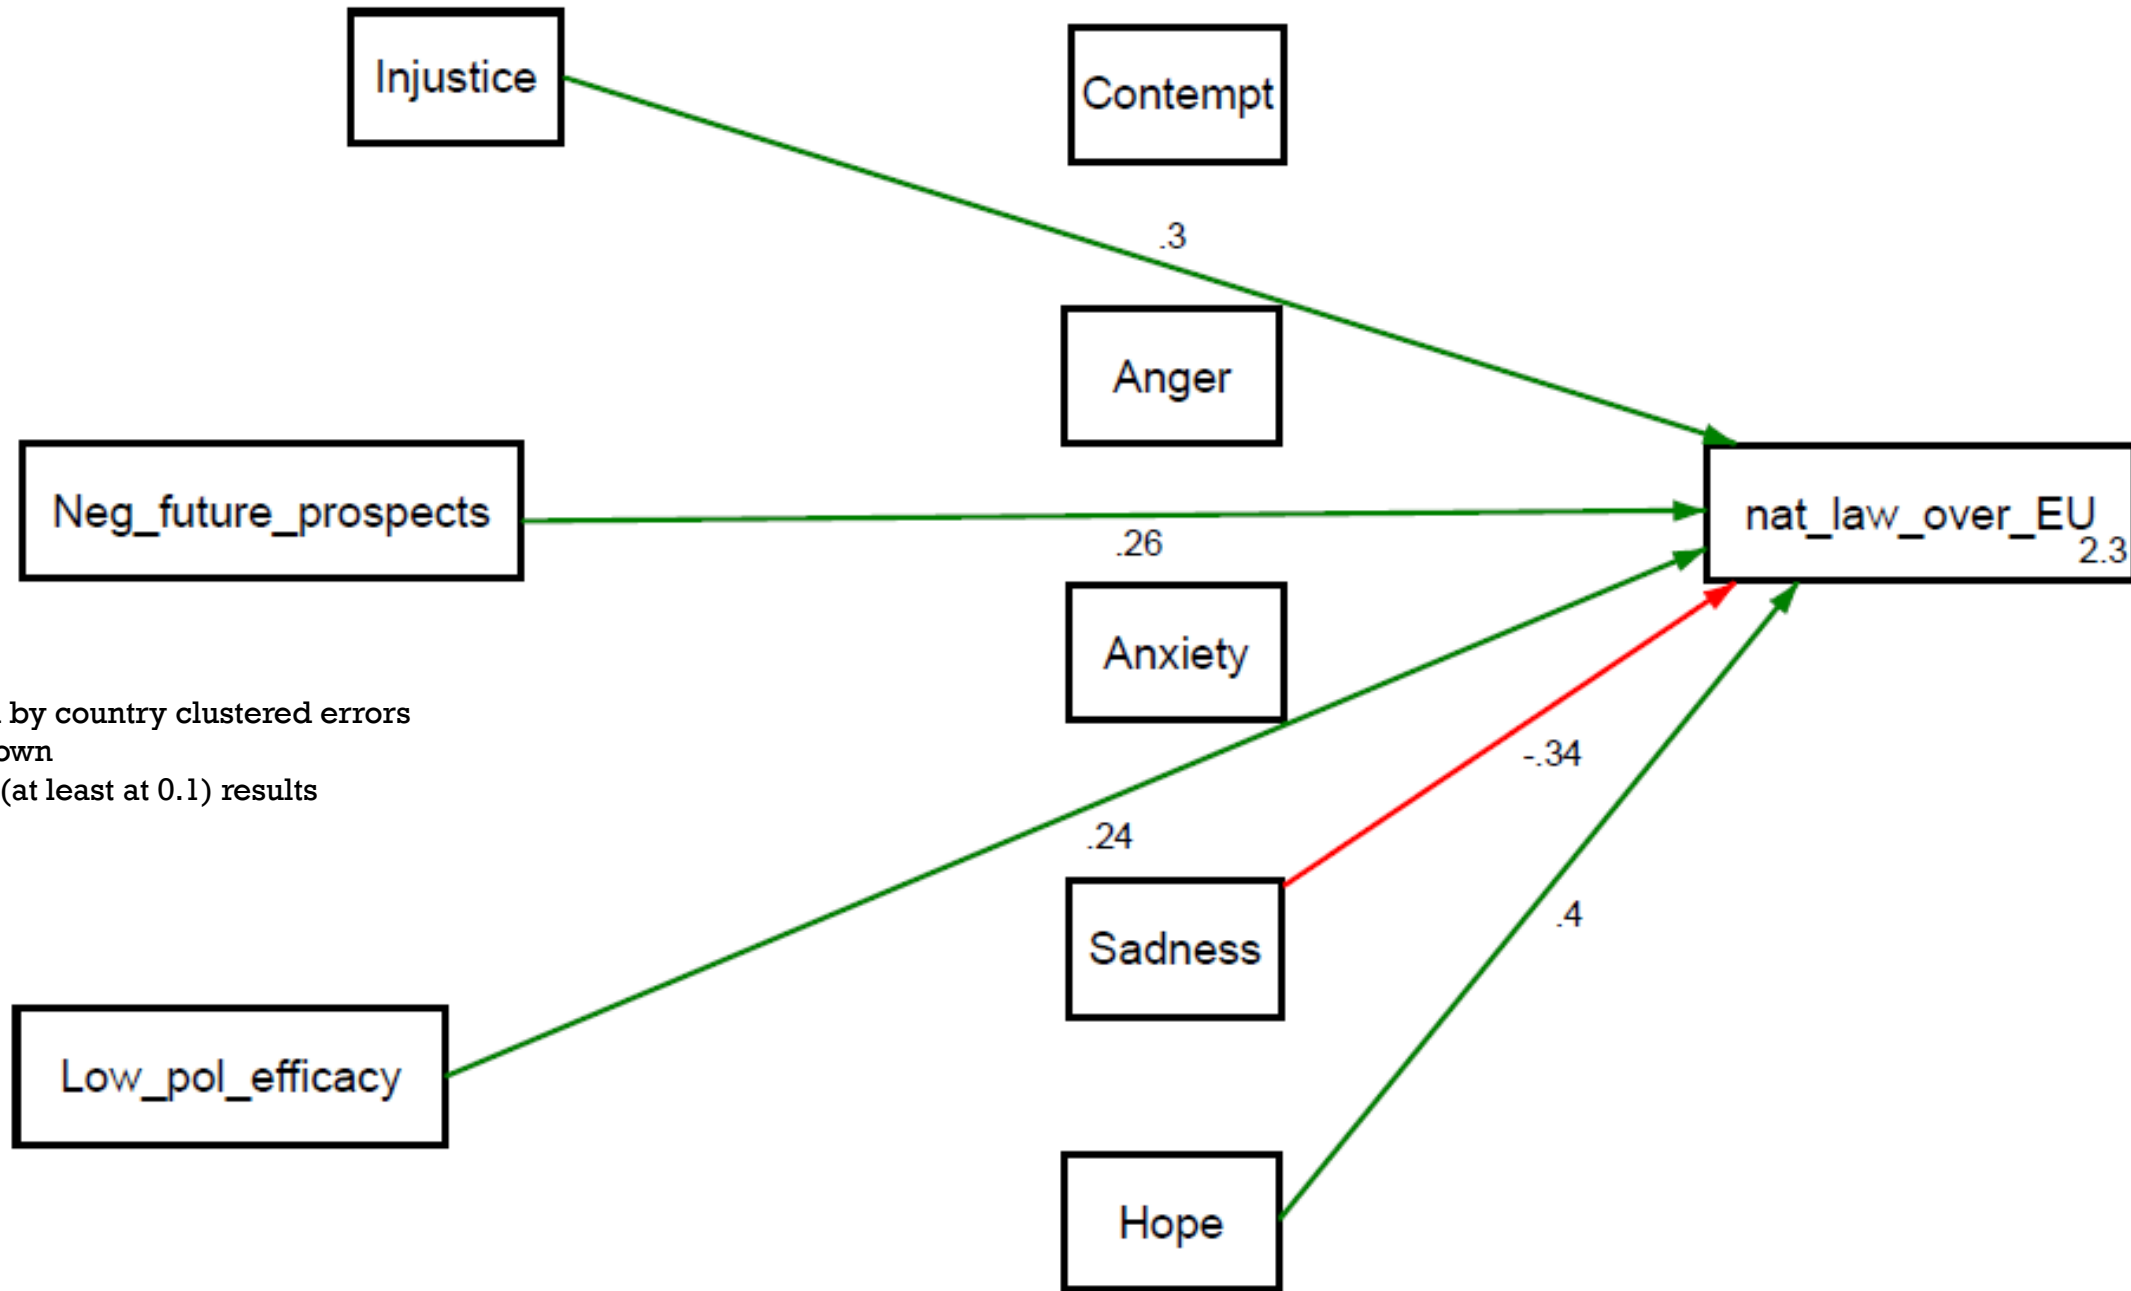 Injustice
Contempt
.3
Anger
Neg_future_prospects
nat_law_over_EU
2.3
.26
Anxiety
by country clustered errors
own
(at least at 0.1) results
-.34
.24
Sadness
.4
Low_pol_efficacy
Hope